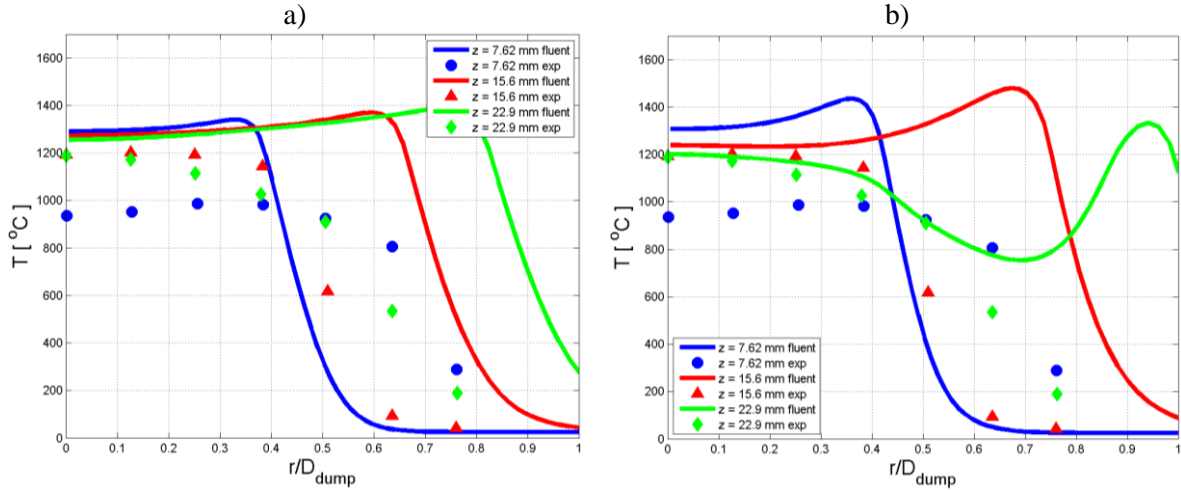 a)
1600
1400
1200
1000
800
600
400
200
0
T [ °C ]
z = 7.62 mm fluent
z = 7.62 mm exp
z = 15.6 mm fluent
z = 15.6 mm exp
z = 22.9 mm fluent
z = 22.9 mm exp
0 0.1 0.2 0.3 0.4 0.5 0.6 0.7 0.8 0.9 1
r/D_dump
b)
1600
1400
1200
1000
800
600
400
200
0
T [ °C ]
z = 7.62 mm fluent
z = 7.62 mm exp
z = 15.6 mm fluent
z = 15.6 mm exp
z = 22.9 mm fluent
z = 22.9 mm exp
0 0.1 0.2 0.3 0.4 0.5 0.6 0.7 0.8 0.9 1
r/D_dump